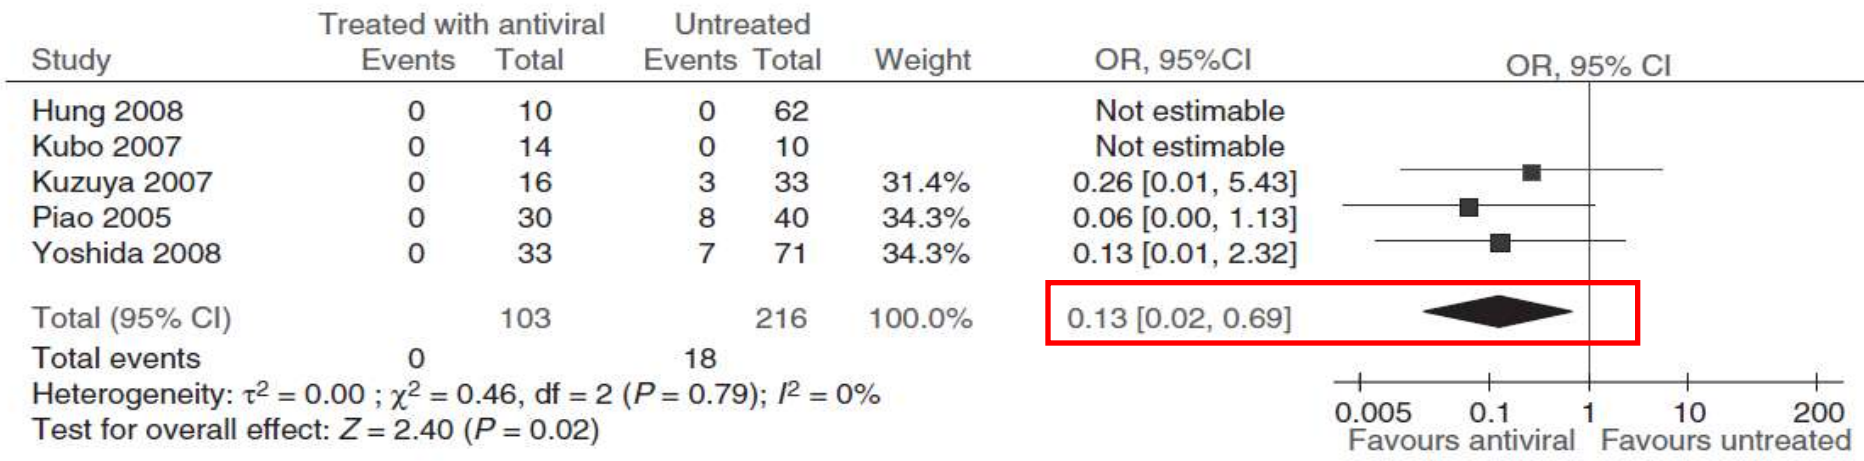 Treated with antiviral Untreated
Study Events Total Events Total Weight OR, 95%CI OR, 95% CI
Hung 2008 0 10 0 62 Not estimable
Kubo 2007 0 14 0 10 Not estimable
Kuzuya 2007 0 16 3 33 31.4% 0.26 [0.01, 5.43]
Piao 2005 0 30 8 40 34.3% 0.06 [0.00, 1.13]
Yoshida 2008 0 33 7 71 34.3% 0.13 [0.01, 2.32]
Total (95% CI) 103 216 100.0% 0.13 [0.02, 0.69]
Total events 0 18
Heterogeneity: τ² = 0.00 ; χ² = 0.46, df = 2 (P = 0.79); I² = 0%
Test for overall effect: Z = 2.40 (P = 0.02)
0.005 0.1 1 10 200
Favours antiviral Favours untreated